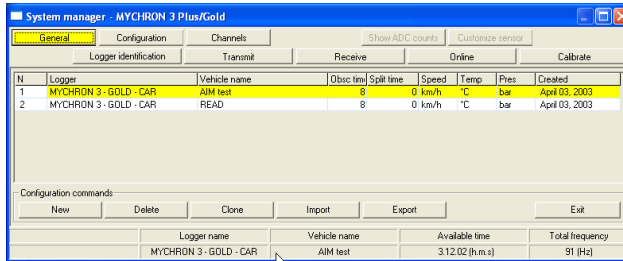 System manager - MYCHRON 3 Plus/Gold
General Configuration Channels Show ADC counts Customize sensor
Logger identification Transmit Receive Online Calibrate
N Logger Vehicle name Obsc time Split time Speed Temp Pres Created
1 MYCHRON 3 - GOLD - CAR AIM test 8 0 km/h °C bar April 03, 2003
2 MYCHRON 3 - GOLD - CAR READ 8 0 km/h °C bar April 03, 2003
Configuration commands
New Delete Clone Import Export Exit
Logger name Vehicle name Available time Total frequency
MYCHRON 3 - GOLD - CAR AIM test 3.12.02 (h.m.s) 91 (Hz)